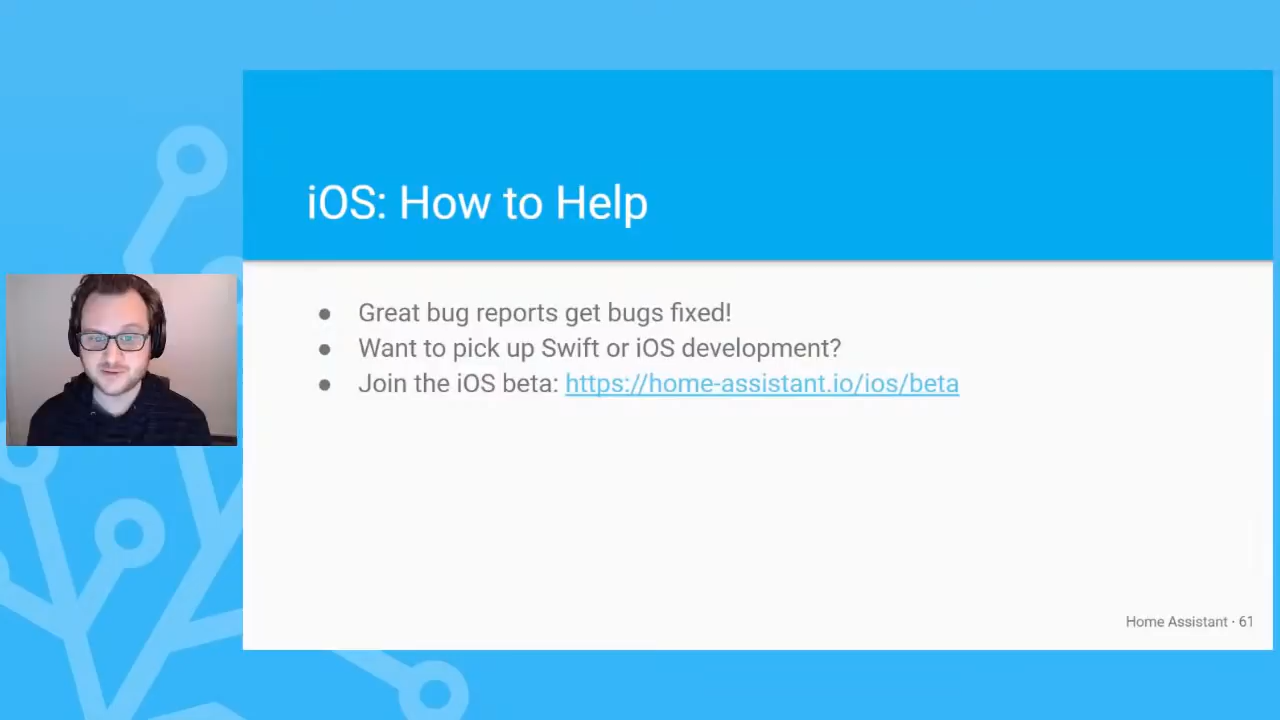 iOS: How to Help
● Great bug reports get bugs fixed!
● Want to pick up Swift or iOS development?
● Join the iOS beta: https://home-assistant.io/ios/beta
Home Assistant · 61